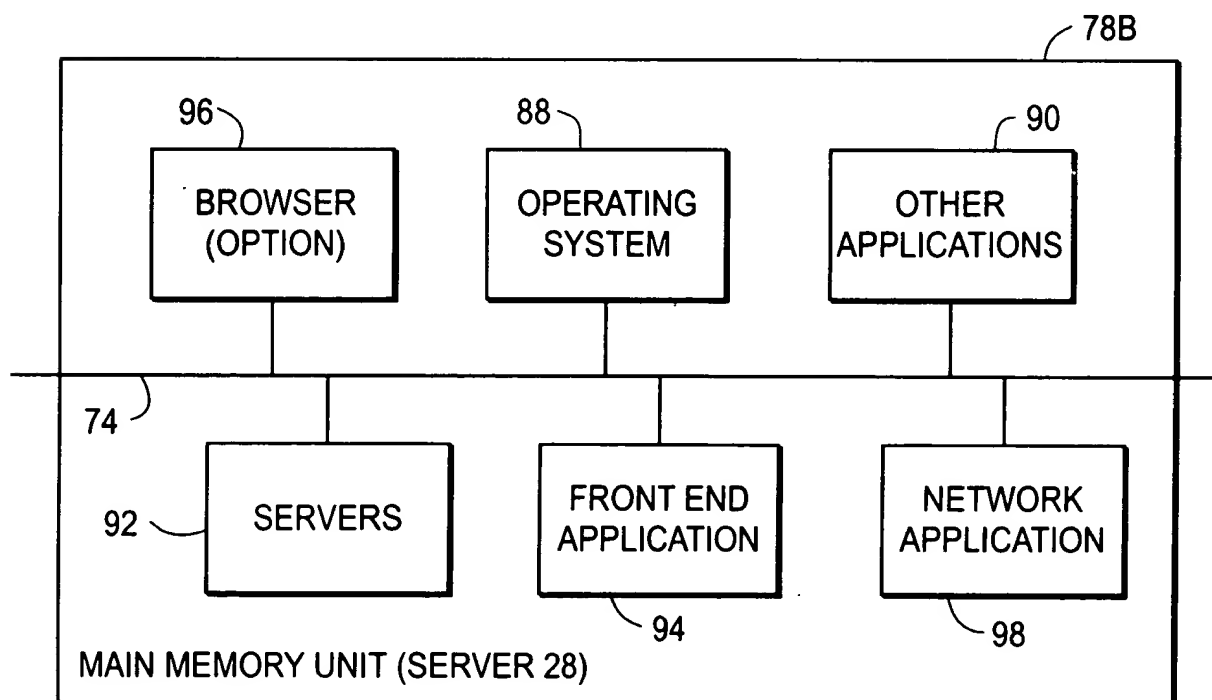 78B
96
88
90
BROWSER
(OPTION)
OPERATING
SYSTEM
OTHER
APPLICATIONS
74
92
SERVERS
FRONT END
APPLICATION
NETWORK
APPLICATION
94
98
MAIN MEMORY UNIT (SERVER 28)